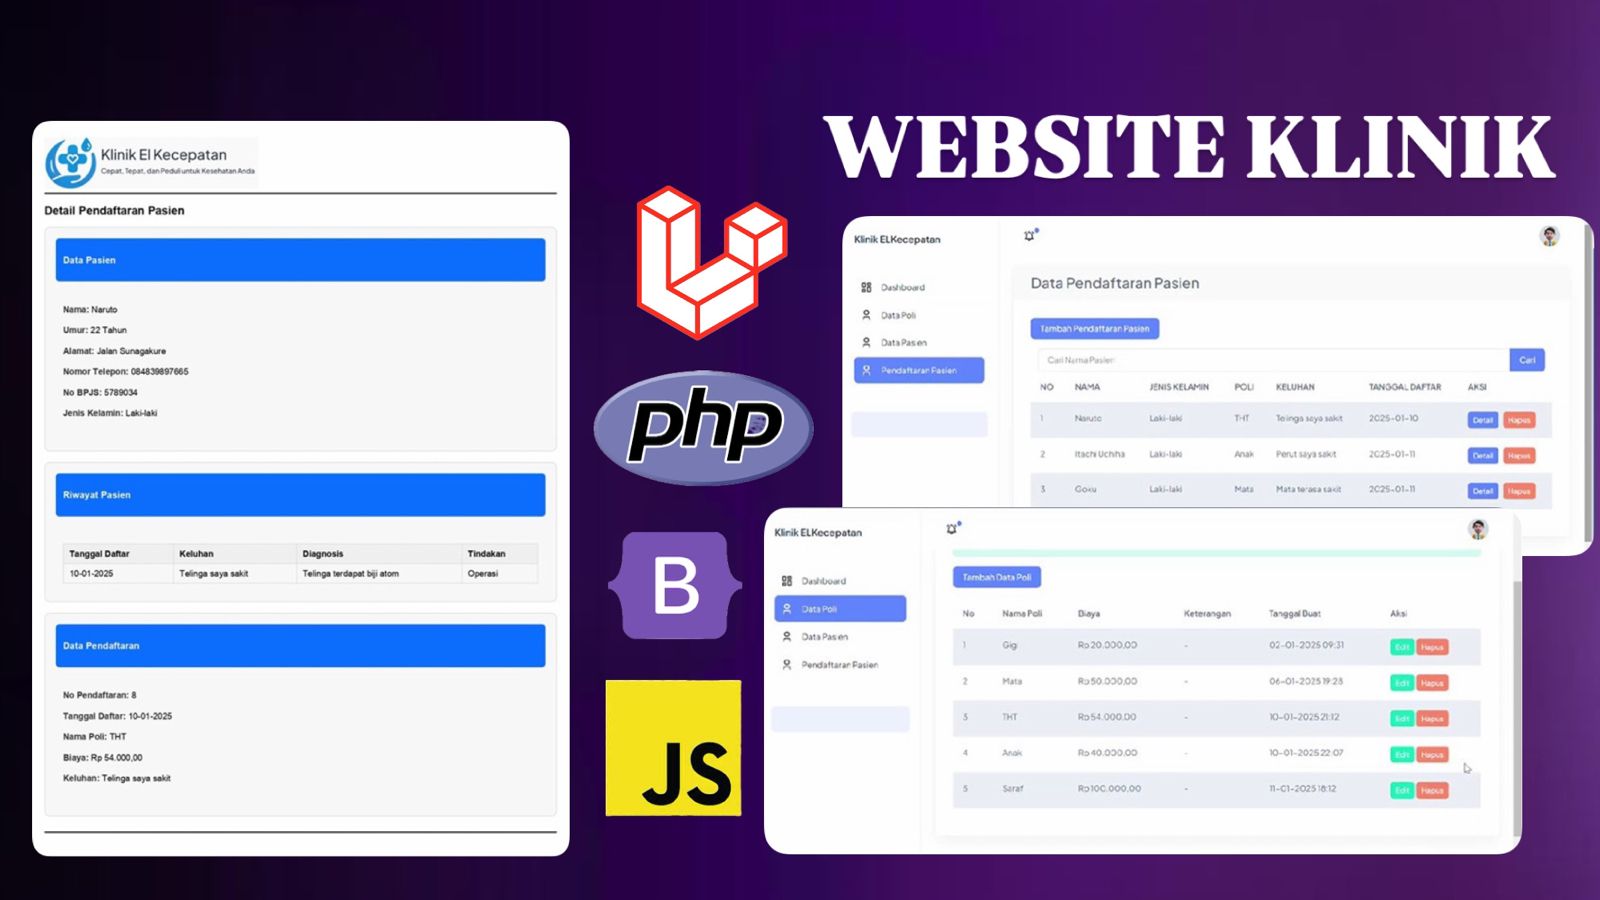 WEBSITE KLINIK
Klinik El Kecepatan
Cepat, Tepat, dan Peduli untuk Kesehatan Anda
Detail Pendaftaran Pasien
Data Pasien
Nama: Naruto
Umur: 22 Tahun
Alamat: Jalan Sunagakure
Nomor Telepon: 084839897665
No BPJS: 5789034
Jenis Kelamin: Laki-laki
Riwayat Pasien
Tanggal Daftar Keluhan Diagnosis Tindakan
10-01-2025 Telinga saya sakit Telinga terdapat biji atom Operasi
Data Pendaftaran
No Pendaftaran: 8
Tanggal Daftar: 10-01-2025
Nama Poli: THT
Biaya: Rp 54.000,00
Keluhan: Telinga saya sakit
php
B
JS
Klinik ELKecepatan
Dashboard
Data Poli
Data Pasien
Pendaftaran Pasien
Data Pendaftaran Pasien
Tambah Pendaftaran Pasien
Cari Nama Pasien Cari
NO NAMA JENIS KELAMIN POLI KELUHAN TANGGAL DAFTAR AKSI
1 Naruto Laki-laki THT Telinga saya sakit 2025-01-10 Detail Hapus
2 Itachi Uchiha Laki-laki Anak Perut saya sakit 2025-01-11 Detail Hapus
3 Goku Laki-laki Mata Mata terasa sakit 2025-01-11 Detail Hapus
Klinik ELKecepatan
Dashboard
Data Poli
Data Pasien
Pendaftaran Pasien
Tambah Data Poli
No Nama Poli Biaya Keterangan Tanggal Buat Aksi
1 Gigi Rp 20.000,00 - 02-01-2025 09:31 Edit Hapus
2 Mata Rp 50.000,00 - 06-01-2025 19:28 Edit Hapus
3 THT Rp 54.000,00 - 10-01-2025 21:12 Edit Hapus
4 Anak Rp 40.000,00 - 10-01-2025 22:07 Edit Hapus
5 Saraf Rp 100.000,00 - 11-01-2025 18:12 Edit Hapus